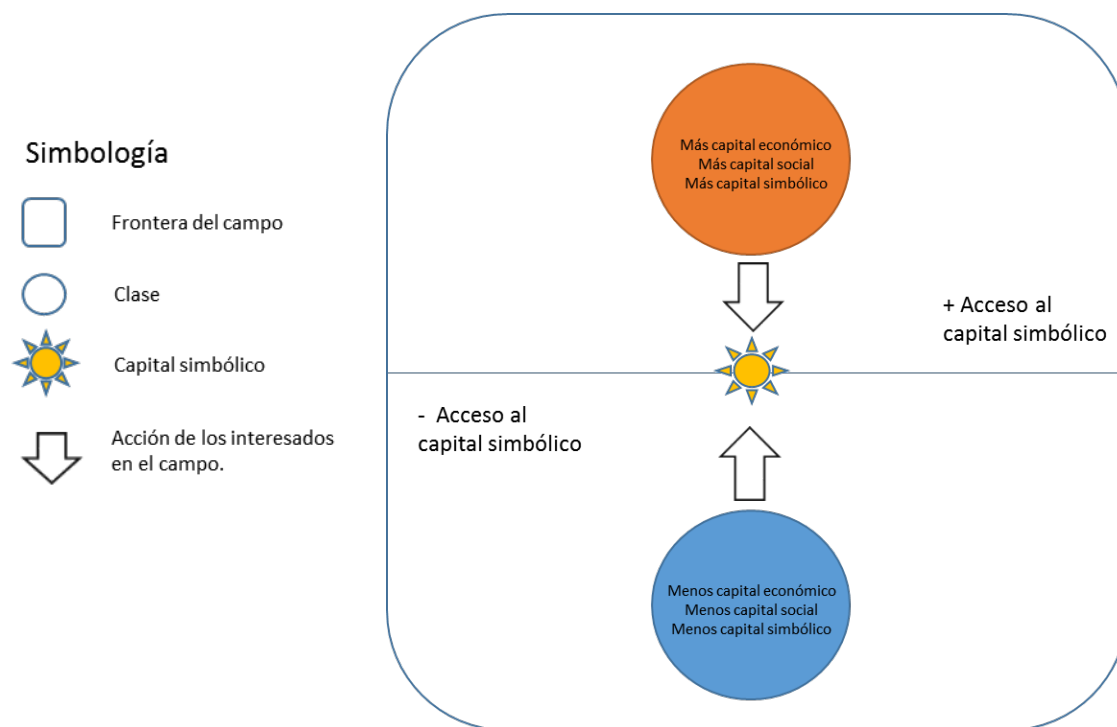 Simbología
Frontera del campo
Clase
Capital simbólico
Acción de los interesados
en el campo.
Más capital económico
Más capital social
Más capital simbólico
+ Acceso al
capital simbólico
- Acceso al
capital simbólico
Menos capital económico
Menos capital social
Menos capital simbólico